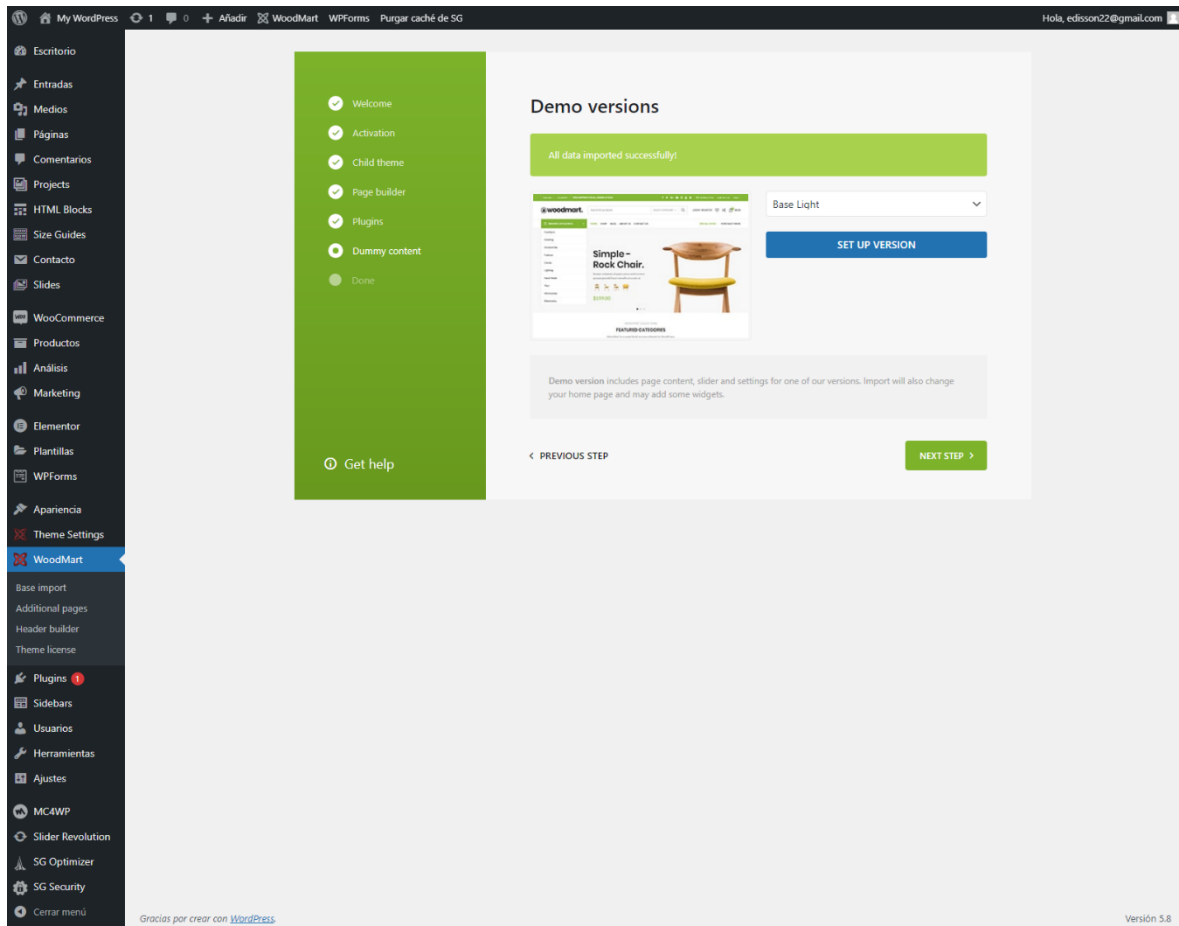 My WordPress 1 0 Añadir WoodMart WPForms Purgar caché de SG
Hola, edisson22@gmail.com
Escritorio
Entradas
Medios
Páginas
Comentarios
Projects
HTML Blocks
Size Guides
Contacto
Slides
WooCommerce
Productos
Análisis
Marketing
Elementor
Plantillas
WPForms
Apariencia
Theme Settings
WoodMart
Base import
Additional pages
Header builder
Theme license
Plugins 1
Sidebars
Usuarios
Herramientas
Ajustes
MC4WP
Slider Revolution
SG Optimizer
SG Security
Cerrar menú
Welcome
Activation
Child theme
Page builder
Plugins
Dummy content
Done
Get help
Demo versions
All data imported successfully!
woodmart.
Simple -
Rock Chair.
FEATURED CATEGORIES
Base Light
SET UP VERSION
Demo version includes page content, slider and settings for one of our versions. Import will also change
your home page and may add some widgets.
PREVIOUS STEP
NEXT STEP
Gracias por crear con WordPress.
Versión 5.8